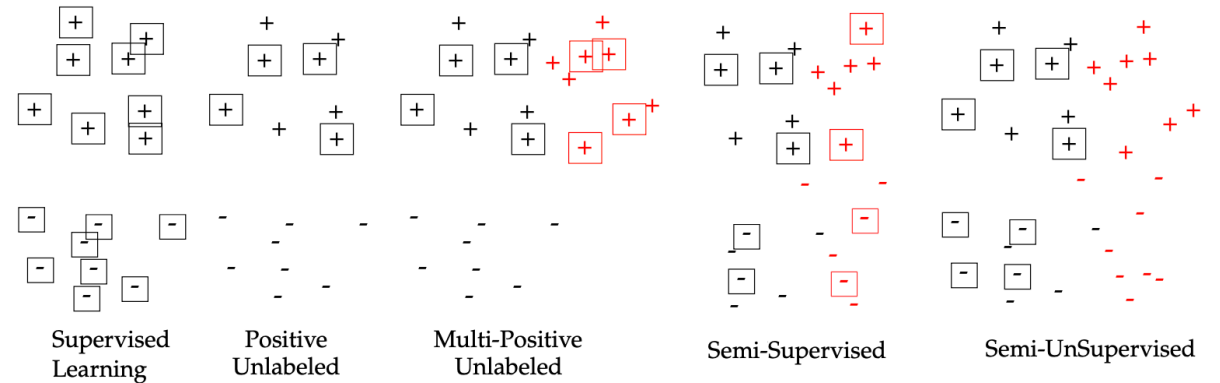 Supervised
Learning
Positive
Unlabeled
Multi-Positive
Unlabeled
Semi-Supervised
Semi-UnSupervised